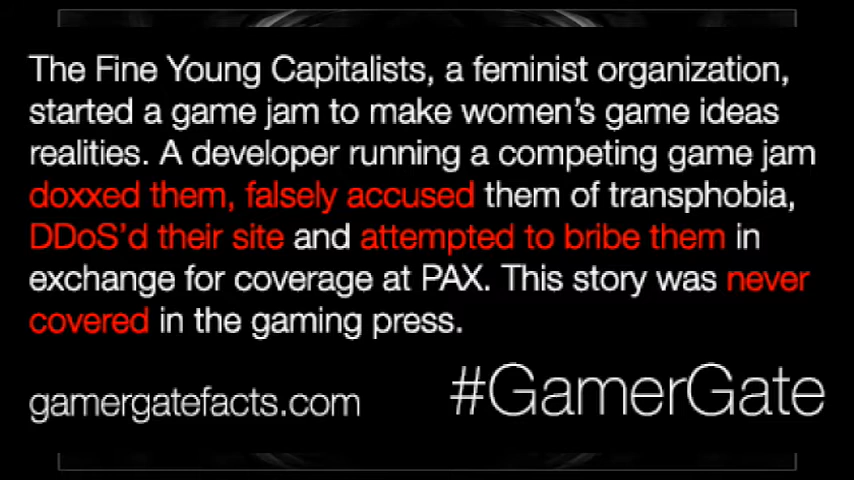 The Fine Young Capitalists, a feminist organization,
started a game jam to make women's game ideas
realities. A developer running a competing game jam
doxxed them, falsely accused them of transphobia,
DDoS'd their site and attempted to bribe them in
exchange for coverage at PAX. This story was never
covered in the gaming press.
gamergatefacts.com #GamerGate